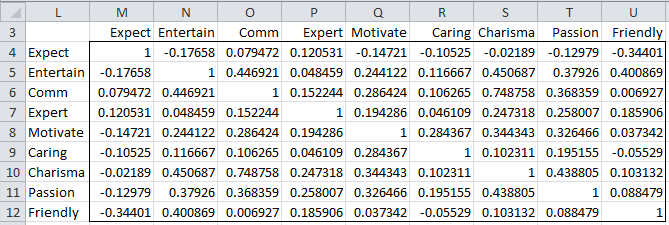 L M N O P Q R S T U
3 Expect Entertain Comm Expert Motivate Caring Charisma Passion Friendly
4 Expect 1 -0.17658 0.079472 0.120531 -0.14721 -0.10525 -0.02189 -0.12979 -0.34401
5 Entertain -0.17658 1 0.446921 0.048459 0.244122 0.116667 0.450687 0.37926 0.400869
6 Comm 0.079472 0.446921 1 0.152244 0.286424 0.106265 0.748758 0.368359 0.006927
7 Expert 0.120531 0.048459 0.152244 1 0.194286 0.046109 0.247318 0.258007 0.185906
8 Motivate -0.14721 0.244122 0.286424 0.194286 1 0.284367 0.344343 0.326466 0.037342
9 Caring -0.10525 0.116667 0.106265 0.046109 0.284367 1 0.102311 0.195155 -0.05529
10 Charisma -0.02189 0.450687 0.748758 0.247318 0.344343 0.102311 1 0.438805 0.103132
11 Passion -0.12979 0.37926 0.368359 0.258007 0.326466 0.195155 0.438805 1 0.088479
12 Friendly -0.34401 0.400869 0.006927 0.185906 0.037342 -0.05529 0.103132 0.088479 1